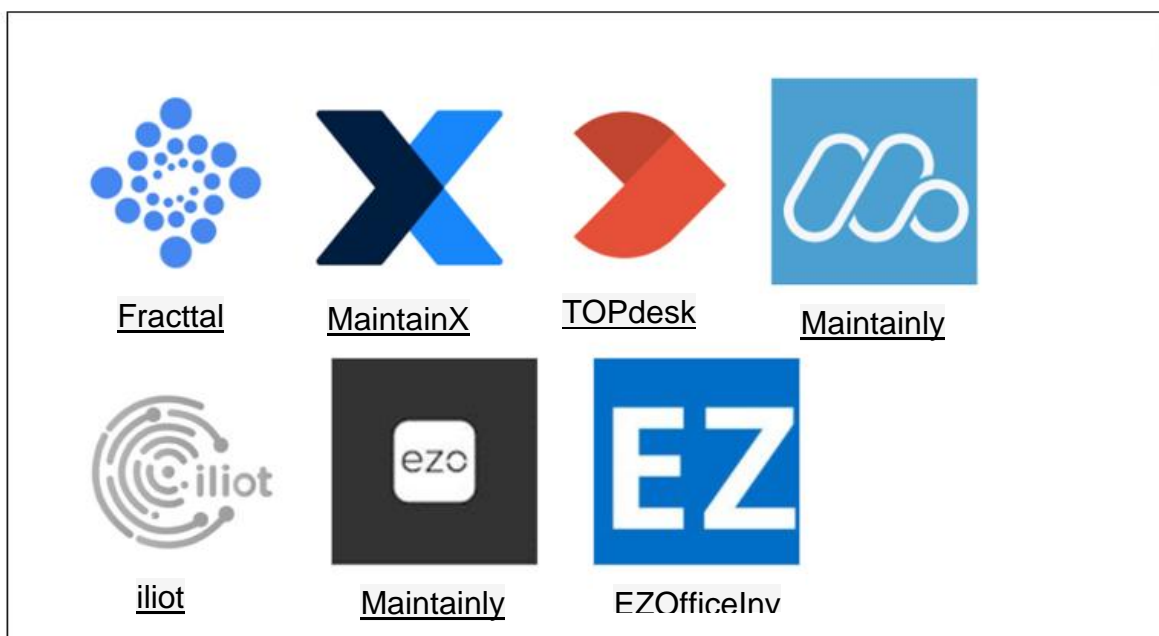 Fracttal
MaintainX
TOPdesk
Maintainly
iliot
ezo
EZ
iliot
Maintainly
EZOfficeInv